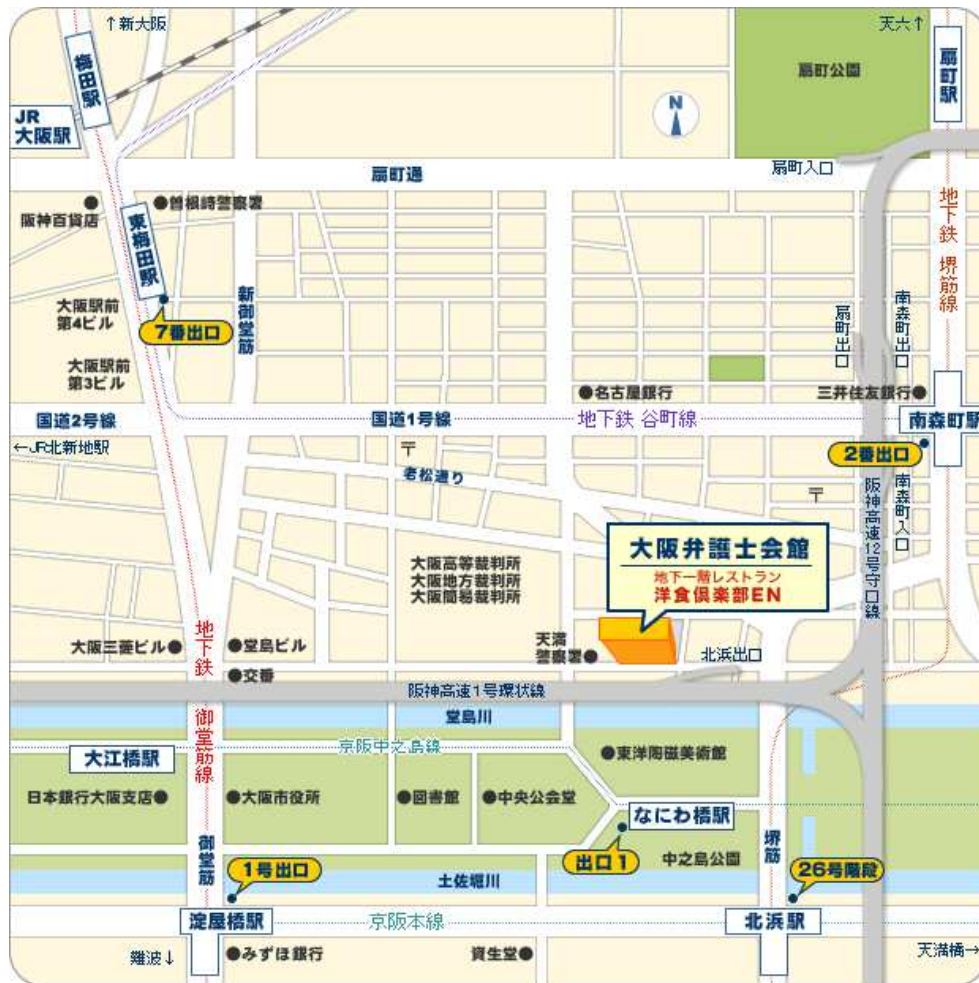 ↑新大阪
天六↑
梅田駅
扇町公園
扇町駅
N
JR
大阪駅
扇町通
扇町入口
阪神百貨店
曽根崎警察署
東梅田駅
地下鉄 堺筋線
新御堂筋
大阪駅前
第4ビル
7番出口
扇町出口
南森町出口
大阪駅前
第3ビル
名古屋銀行
三井住友銀行
国道2号線
国道1号線
地下鉄 谷町線
南森町駅
←JR北新地駅
〒
2番出口
老松通り
〒
阪神高速12号守口線
南森町入口
大阪弁護士会館
地下一階レストラン
洋食倶楽部EN
大阪高等裁判所
大阪地方裁判所
大阪簡易裁判所
地下鉄 御堂筋線
大阪三菱ビル
堂島ビル
天満
警察署
北浜出口
交番
阪神高速1号環状線
堂島川
京阪中之島線
大江橋駅
東洋陶磁美術館
日本銀行大阪支店
大阪市役所
図書館
中央公会堂
なにわ橋駅
御堂筋
堺筋
出口1
中之島公園
1号出口
土佐堀川
26号階段
淀屋橋駅
京阪本線
北浜駅
難波↓
みずほ銀行
資生堂
天満橋→